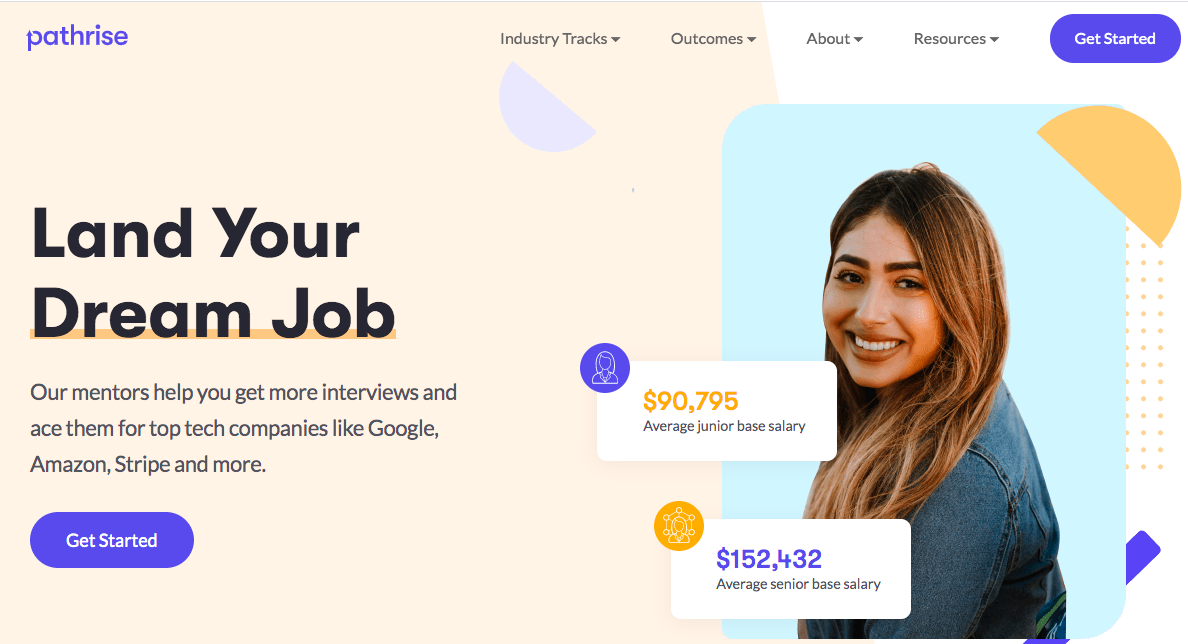 pathrise
Industry Tracks
Outcomes
About
Resources
Get Started
Land Your
Dream Job
Our mentors help you get more interviews and
ace them for top tech companies like Google,
Amazon, Stripe and more.
Get Started
$90,795
Average junior base salary
$152,432
Average senior base salary